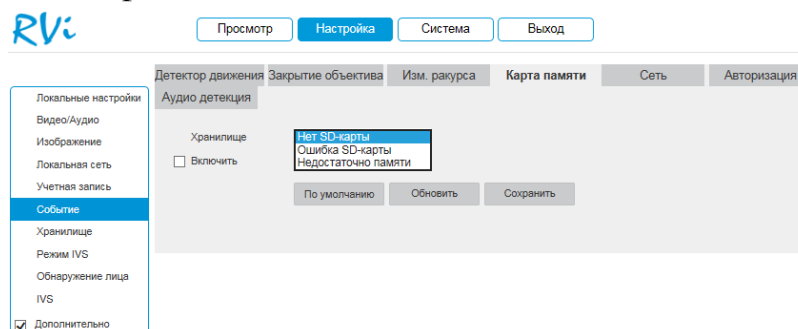 RVi
Просмотр Настройка Система Выход
Детектор движения Закрытие объектива Изм. ракурса Карта памяти Сеть Авторизация
Аудио детекция
Локальные настройки
Видео/Аудио
Изображение
Локальная сеть
Учетная запись
Событие
Хранилище
Режим IVS
Обнаружение лица
IVS
Дополнительно
Хранилище
Нет SD-карты
Ошибка SD-карты
Недостаточно памяти
Включить
По умолчанию Обновить Сохранить